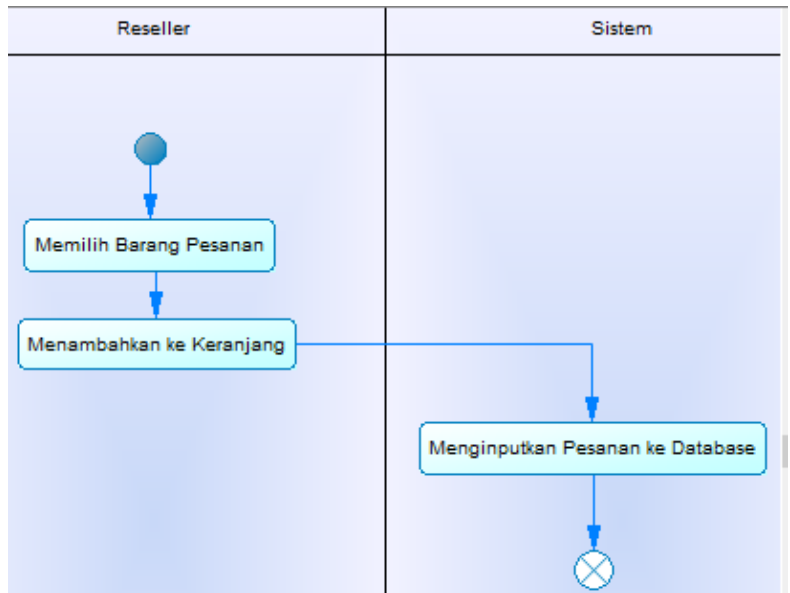 Reseller
Sistem
Memilih Barang Pesanan
Menambahkan ke Keranjang
Menginputkan Pesanan ke Database